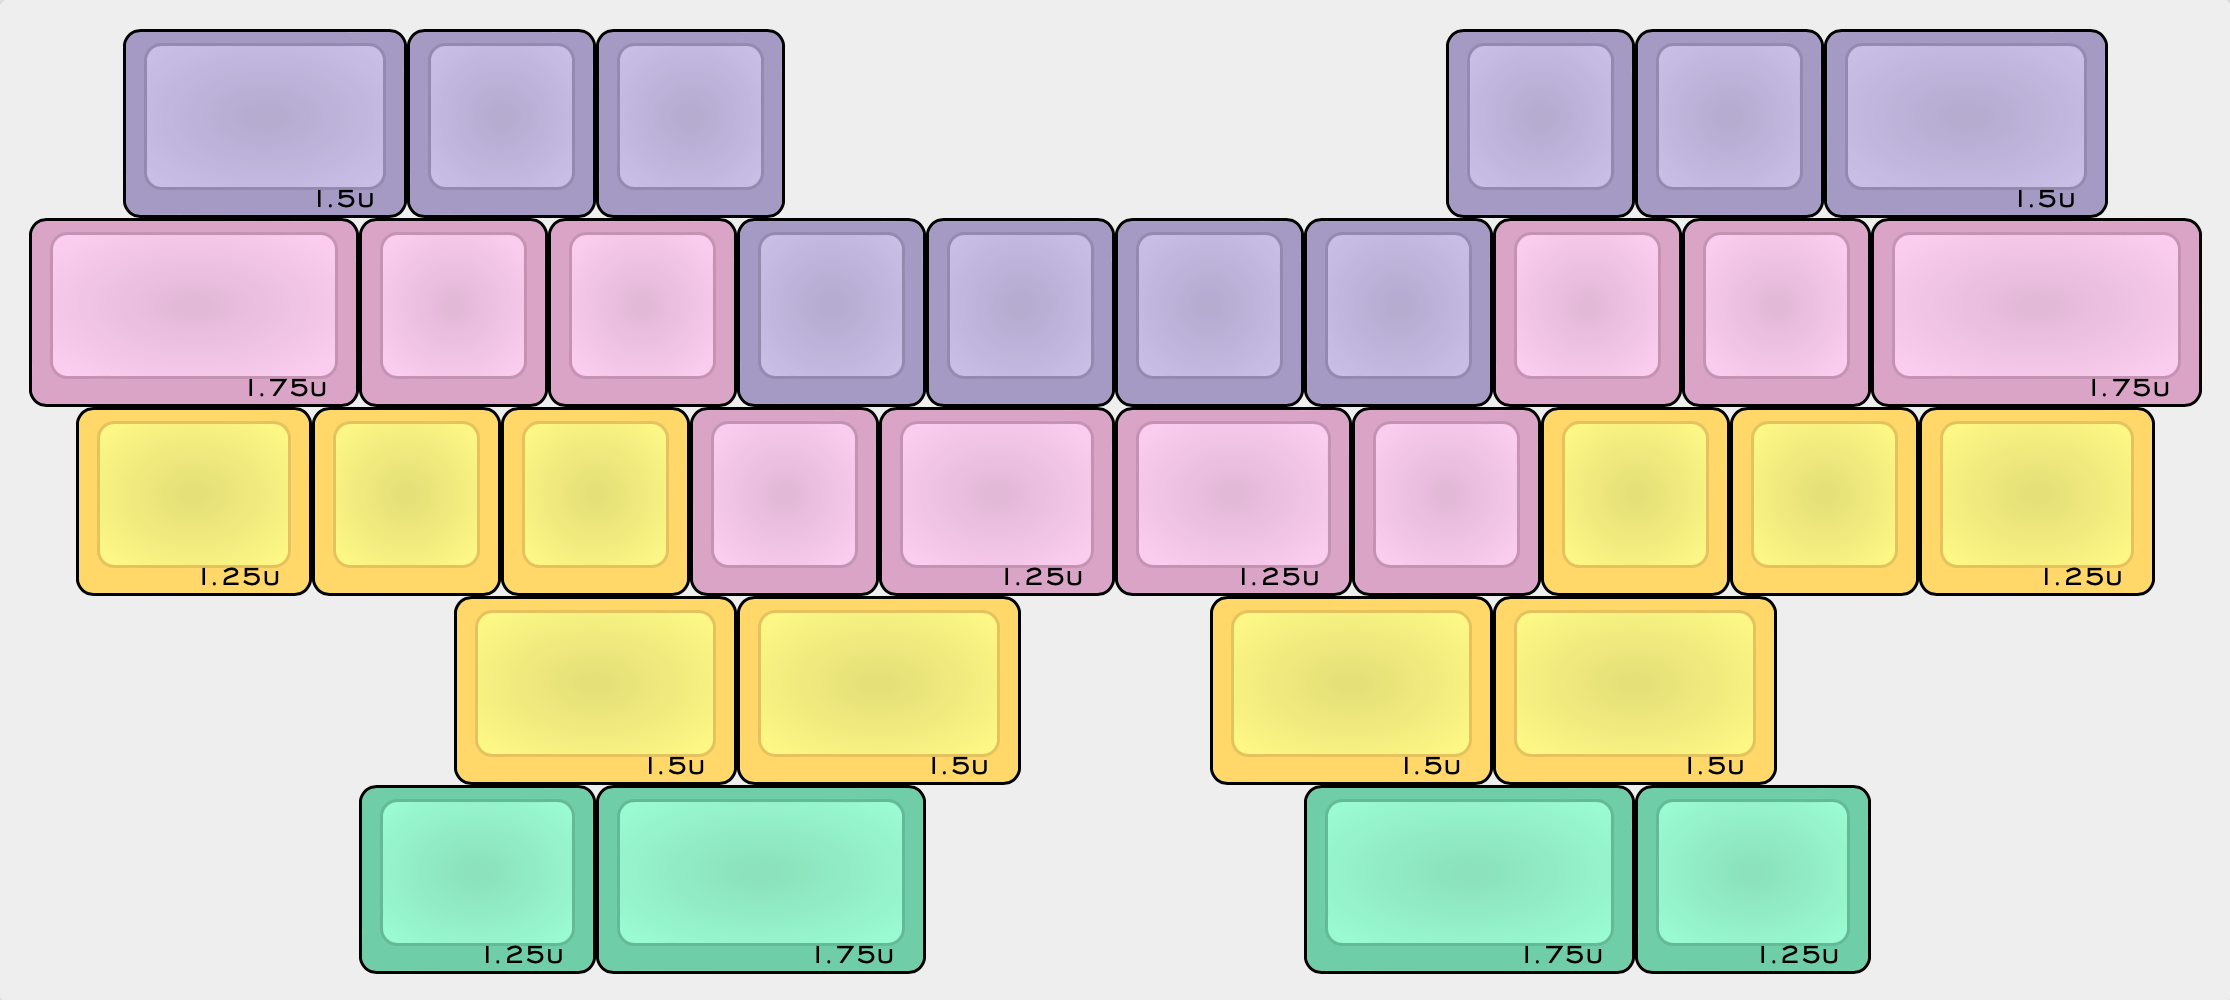 1.5u 1.5u
1.75u 1.75u
1.25u 1.25u 1.25u 1.25u
1.5u 1.5u 1.5u 1.5u
1.25u 1.75u 1.75u 1.25u